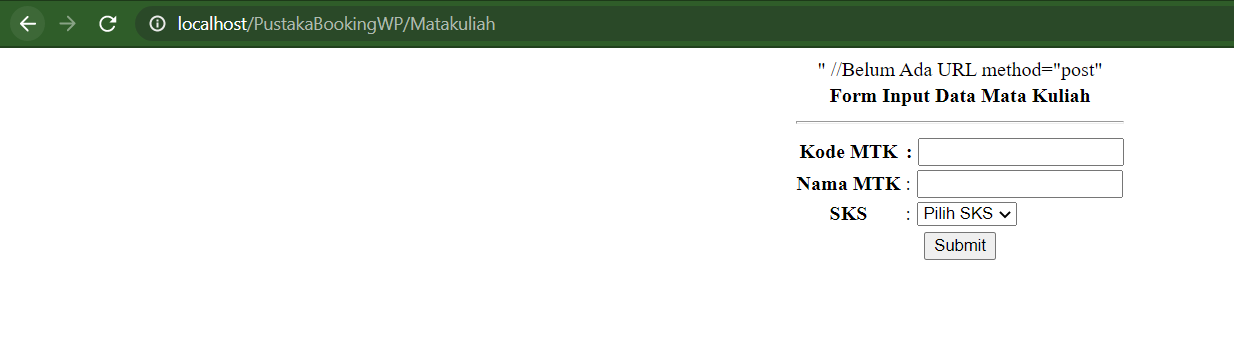 localhost/PustakaBookingWP/Matakuliah
" //Belum Ada URL method="post"
Form Input Data Mata Kuliah
Kode MTK :
Nama MTK :
SKS : Pilih SKS
Submit